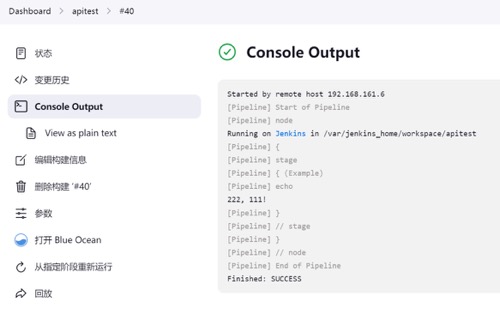 Dashboard > apitest > #40
状态
变更历史
Console Output
View as plain text
编辑构建信息
删除构建 '#40'
参数
打开 Blue Ocean
从指定阶段重新运行
回放
Console Output
Started by remote host 192.168.161.6
[Pipeline] Start of Pipeline
[Pipeline] node
Running on Jenkins in /var/jenkins_home/workspace/apitest
[Pipeline] {
[Pipeline] stage
[Pipeline] { (Example)
[Pipeline] echo
222, 111!
[Pipeline] }
[Pipeline] // stage
[Pipeline] }
[Pipeline] // node
[Pipeline] End of Pipeline
Finished: SUCCESS